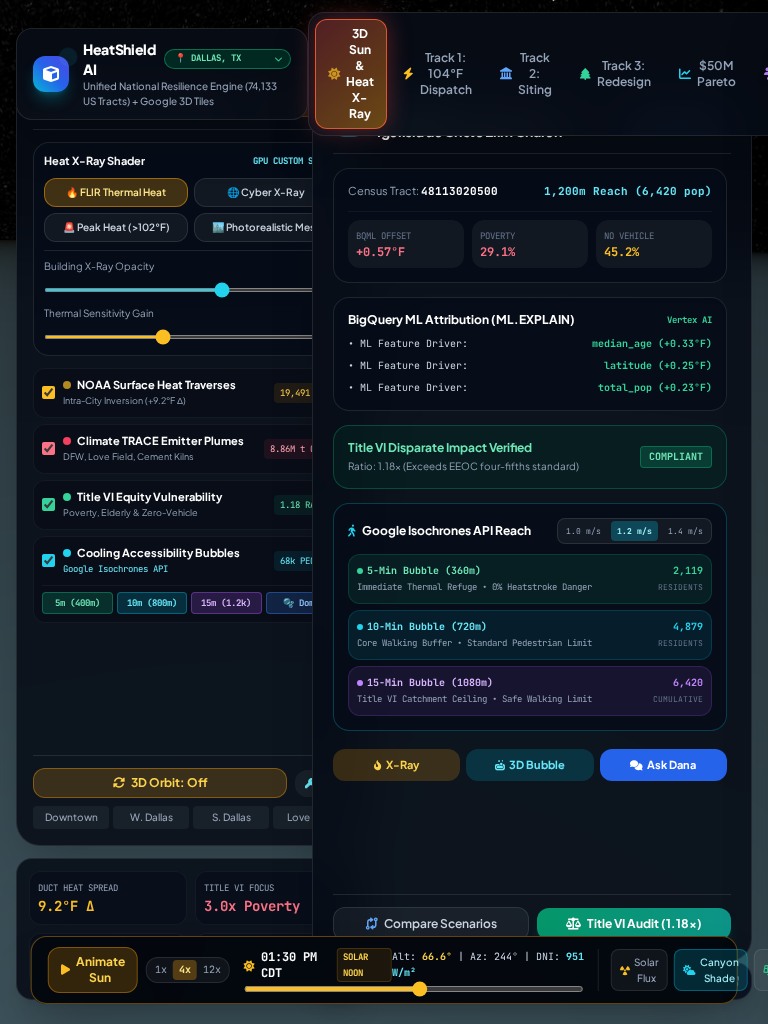 HeatShield AI
📍 DALLAS, TX
Unified National Resilience Engine (74,133 US Tracts) + Google 3D Tiles
3D Sun & Heat X-Ray
Track 1: 104°F Dispatch
Track 2: Siting
Track 3: Redesign
$50M Pareto
Heat X-Ray Shader
GPU CUSTOM
🔥 FLIR Thermal Heat
🌐 Cyber X-Ray
🚨 Peak Heat (>102°F)
🏙️ Photorealistic
Building X-Ray Opacity
Thermal Sensitivity Gain
NOAA Surface Heat Traverses
19,491
Intra-City Inversion (+9.2°F Δ)
Climate TRACE Emitter Plumes
8.86M t
DFW, Love Field, Cement Kilns
Title VI Equity Vulnerability
1.18
Poverty, Elderly & Zero-Vehicle
Cooling Accessibility Bubbles
68k
Google Isochrones API
5m (400m)
10m (800m)
15m (1.2k)
3D Orbit: Off
Downtown
W. Dallas
S. Dallas
Love
DUCT HEAT SPREAD
9.2°F Δ
TITLE VI FOCUS
3.0x Poverty
Census Tract: 48113020500
1,200m Reach (6,420 pop)
BQML OFFSET
+0.57°F
POVERTY
29.1%
NO VEHICLE
45.2%
BigQuery ML Attribution (ML.EXPLAIN)
Vertex AI
• ML Feature Driver: median_age (+0.33°F)
• ML Feature Driver: latitude (+0.25°F)
• ML Feature Driver: total_pop (+0.23°F)
Title VI Disparate Impact Verified
Ratio: 1.18x (Exceeds EEOC four-fifths standard)
COMPLIANT
Google Isochrones API Reach
1.0 m/s
1.2 m/s
1.4 m/s
5-Min Bubble (360m)
2,119
Immediate Thermal Refuge • 0% Heatstroke Danger
RESIDENTS
10-Min Bubble (720m)
4,879
Core Walking Buffer • Standard Pedestrian Limit
RESIDENTS
15-Min Bubble (1080m)
6,420
Title VI Catchment Ceiling • Safe Walking Limit
CUMULATIVE
X-Ray
3D Bubble
Ask Dana
Compare Scenarios
Title VI Audit (1.18x)
Animate Sun
1x
4x
12x
01:30 PM CDT
SOLAR NOON
Alt: 66.6° | Az: 244° | DNI: 951 W/m²
Solar Flux
Canyon Shade